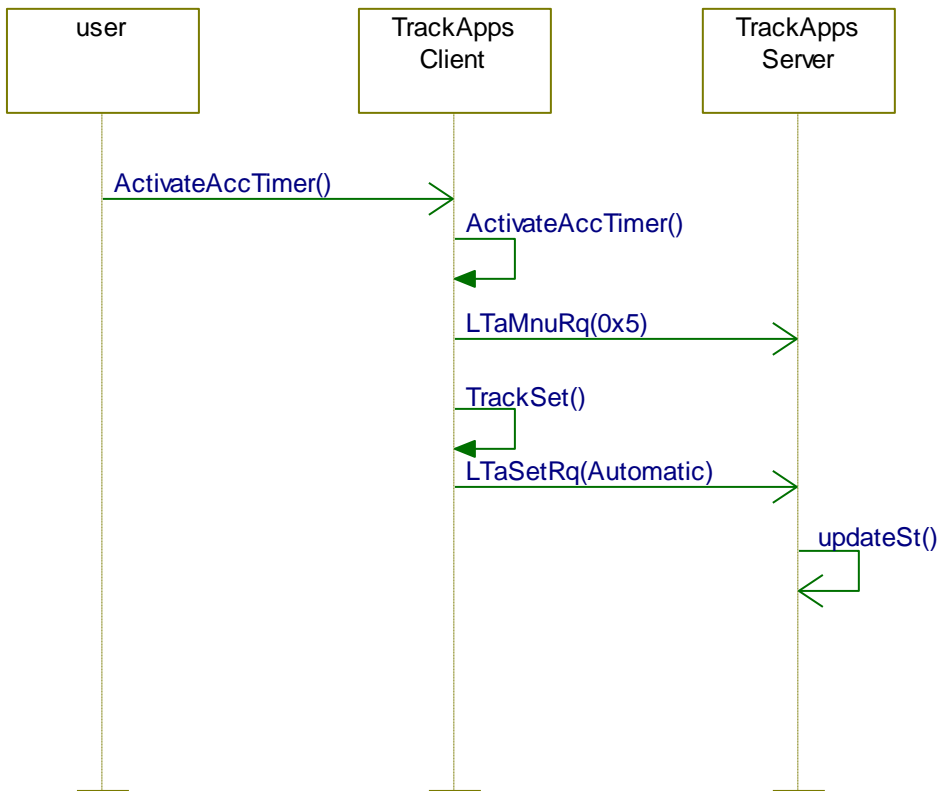 user
TrackApps
Client
TrackApps
Server
ActivateAccTimer()
ActivateAccTimer()
LTaMnuRq(0x5)
TrackSet()
LTaSetRq(Automatic)
updateSt()